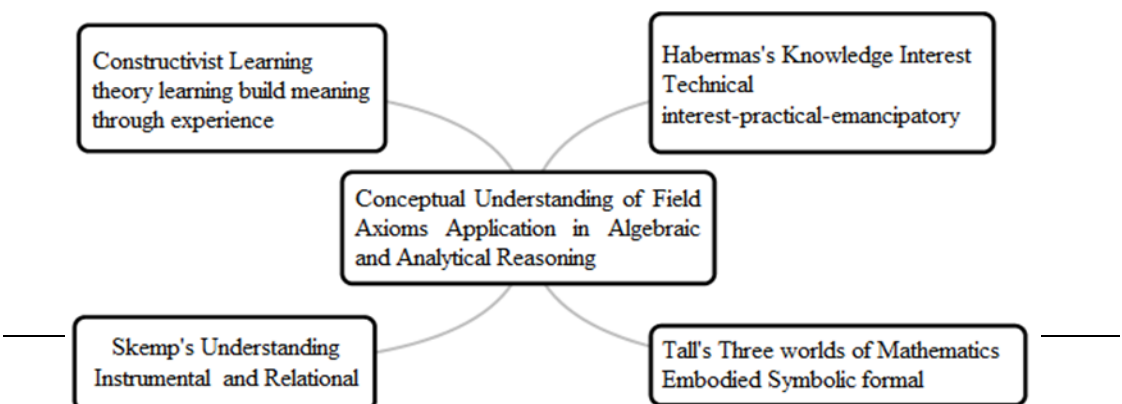 Constructivist Learning
theory learning build meaning
through experience
Habermas's Knowledge Interest
Technical
interest-practical-emancipatory
Conceptual Understanding of Field
Axioms Application in Algebraic
and Analytical Reasoning
Skemp's Understanding
Instrumental and Relational
Tall's Three worlds of Mathematics
Embodied Symbolic formal